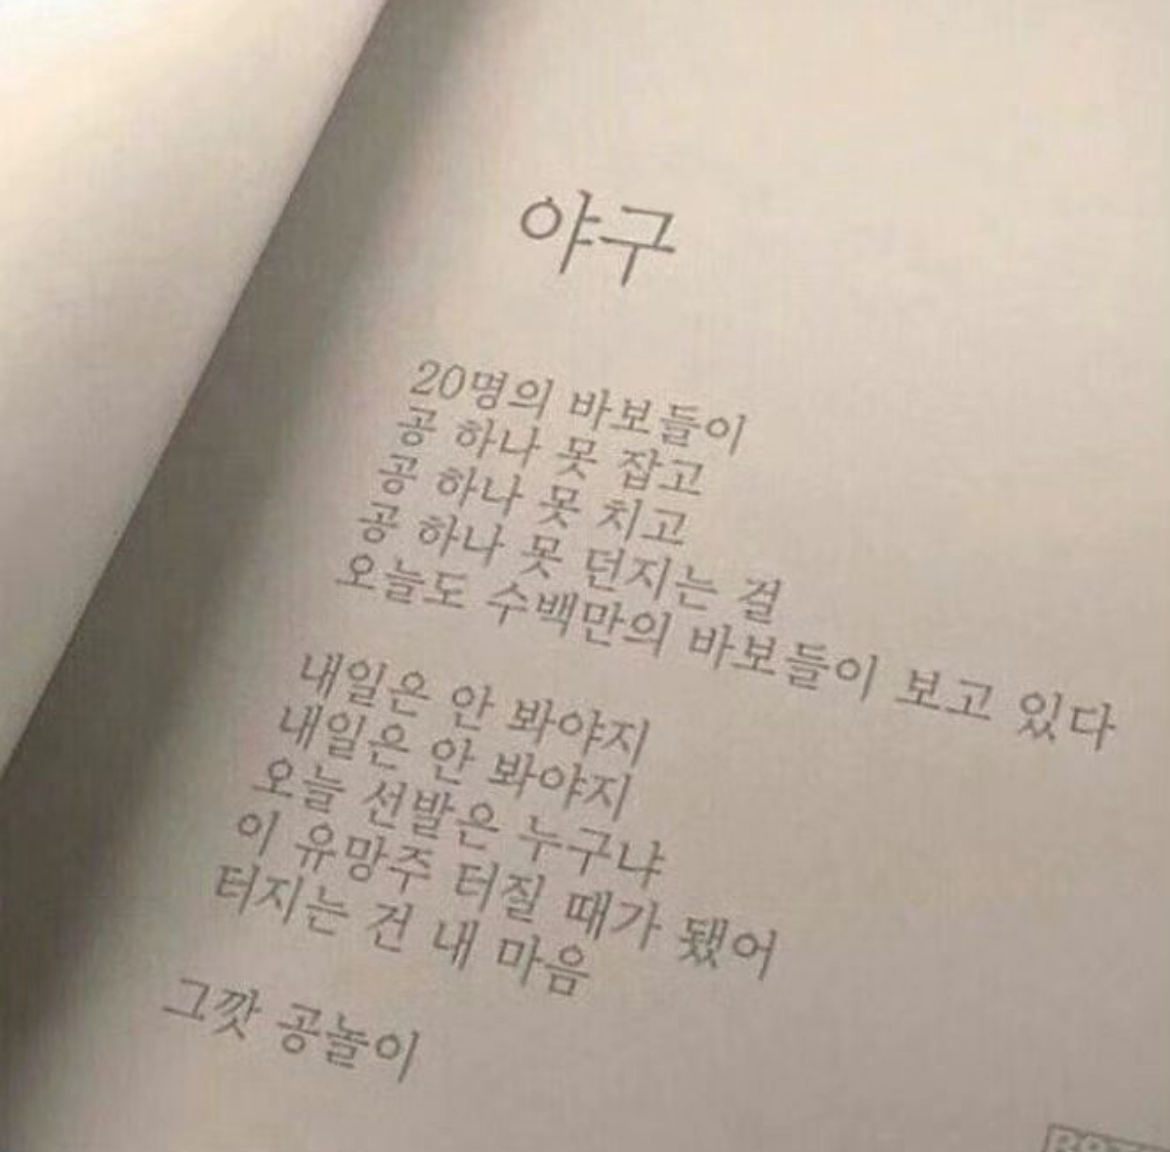 야구
20명의 바보들이
공 하나 못 잡고
공 하나 못 치고
공 하나 못 던지는 걸
오늘도 수백만의 바보들이 보고 있다
내일은 안 봐야지
내일은 안 봐야지
오늘 선발은 누구냐
이 유망주 터질 때가 됐어
터지는 건 내 마음
그깟 공놀이